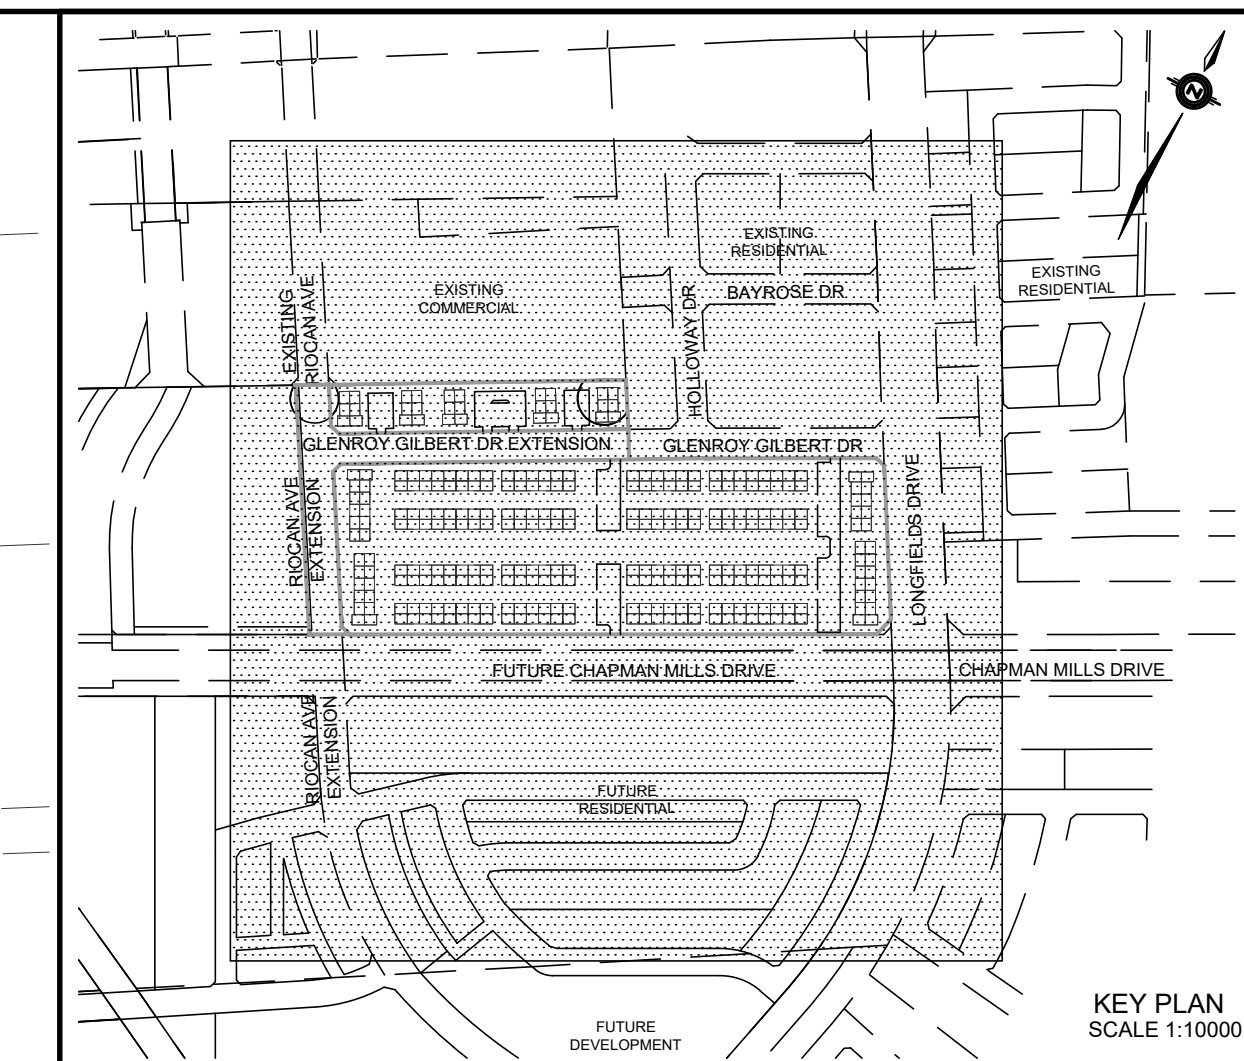 N
EXISTING
RESIDENTIAL
EXISTING
RESIDENTIAL
EXISTING
COMMERCIAL
BAYROSE DR
EXISTING
RIOCAN AVE
HOLLOWAY DR
GLENROY GILBERT DR EXTENSION
GLENROY GILBERT DR
RIOCAN AVE
EXTENSION
LONGFIELDS DRIVE
FUTURE CHAPMAN MILLS DRIVE
CHAPMAN MILLS DRIVE
RIOCAN AVE
EXTENSION
FUTURE
RESIDENTIAL
FUTURE
DEVELOPMENT
KEY PLAN
SCALE 1:10000